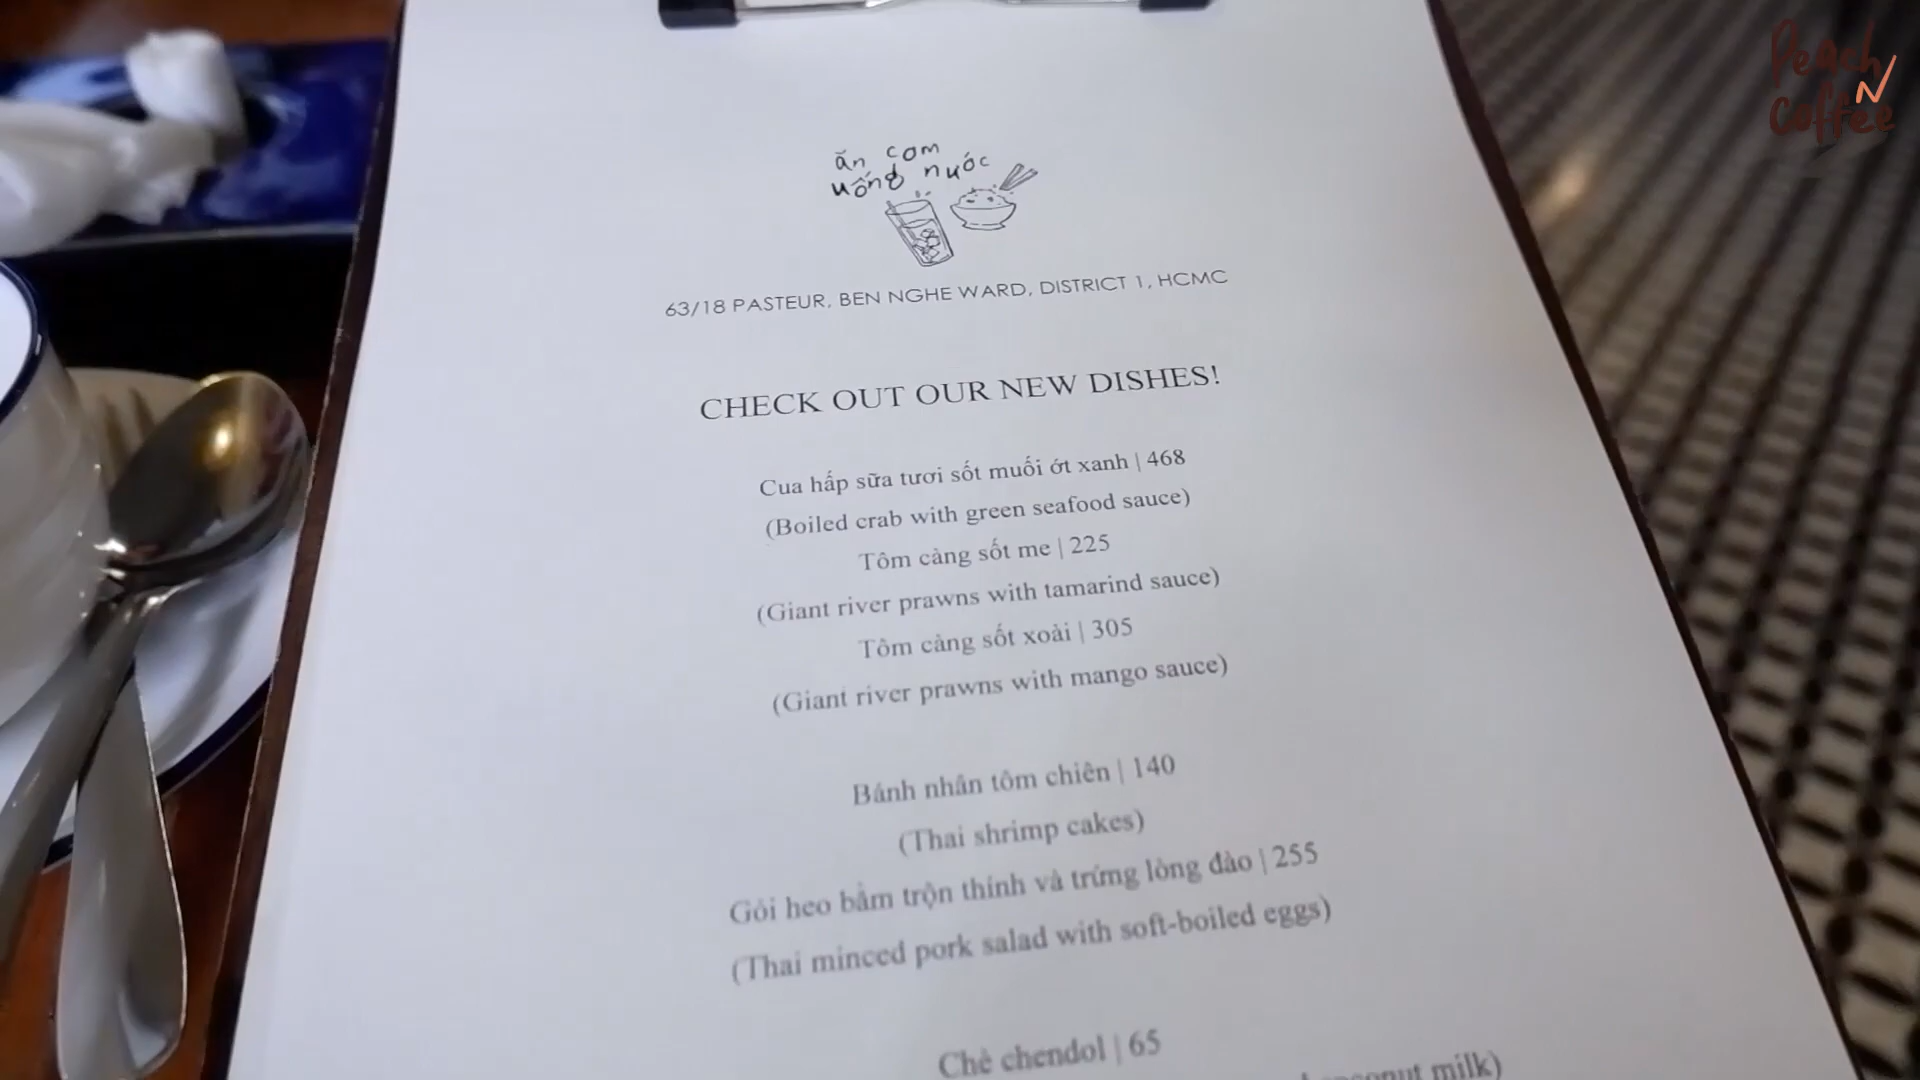 Peach
N
Coffee
ăn cơm
uống nước
63/18 PASTEUR, BEN NGHE WARD, DISTRICT 1, HCMC
CHECK OUT OUR NEW DISHES!
Cua hấp sữa tươi sốt muối ớt xanh | 468
(Boiled crab with green seafood sauce)
Tôm càng sốt me | 225
(Giant river prawns with tamarind sauce)
Tôm càng sốt xoài | 305
(Giant river prawns with mango sauce)
Bánh nhân tôm chiên | 140
(Thai shrimp cakes)
Gỏi heo bằm trộn thính và trứng lòng đào | 255
(Thai minced pork salad with soft-boiled eggs)
Chè chendol | 65
coconut milk)